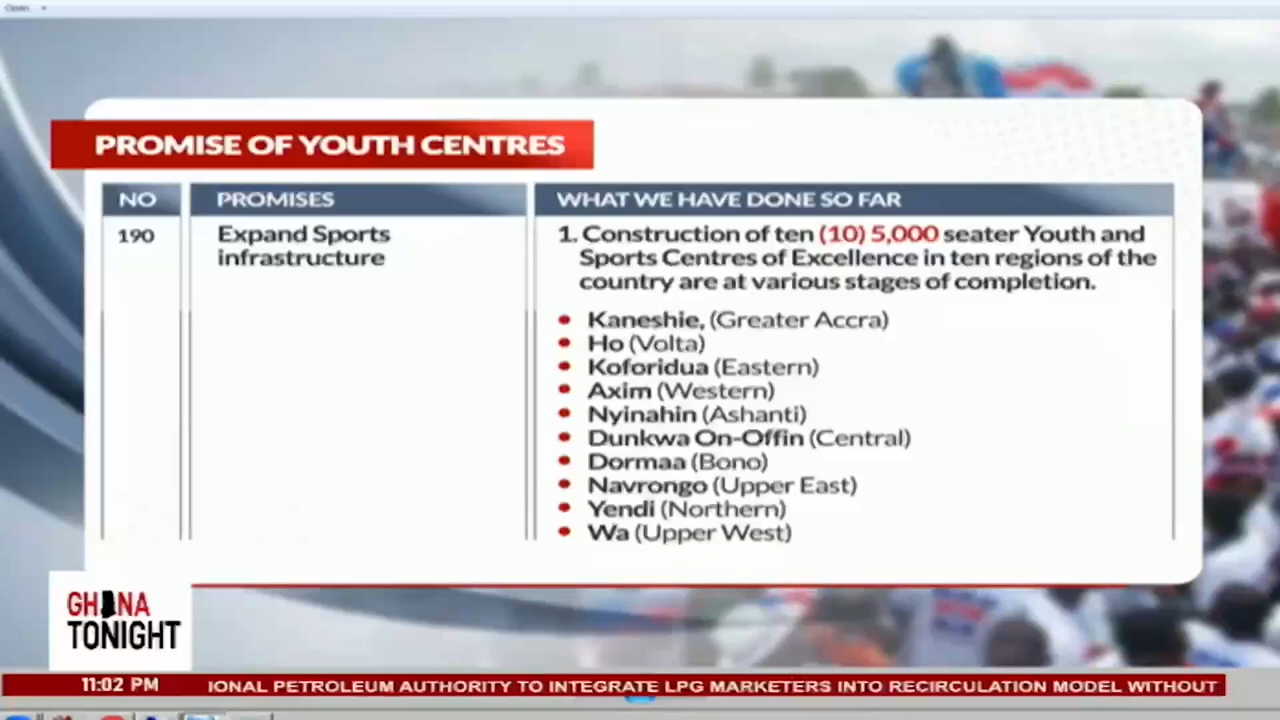 Open
PROMISE OF YOUTH CENTRES
NO PROMISES WHAT WE HAVE DONE SO FAR
190 Expand Sports
infrastructure
1. Construction of ten (10) 5,000 seater Youth and
Sports Centres of Excellence in ten regions of the
country are at various stages of completion.
• Kaneshie, (Greater Accra)
• Ho (Volta)
• Koforidua (Eastern)
• Axim (Western)
• Nyinahin (Ashanti)
• Dunkwa On-Offin (Central)
• Dormaa (Bono)
• Navrongo (Upper East)
• Yendi (Northern)
• Wa (Upper West)
GHANA
TONIGHT
11:02 PM IONAL PETROLEUM AUTHORITY TO INTEGRATE LPG MARKETERS INTO RECIRCULATION MODEL WITHOUT